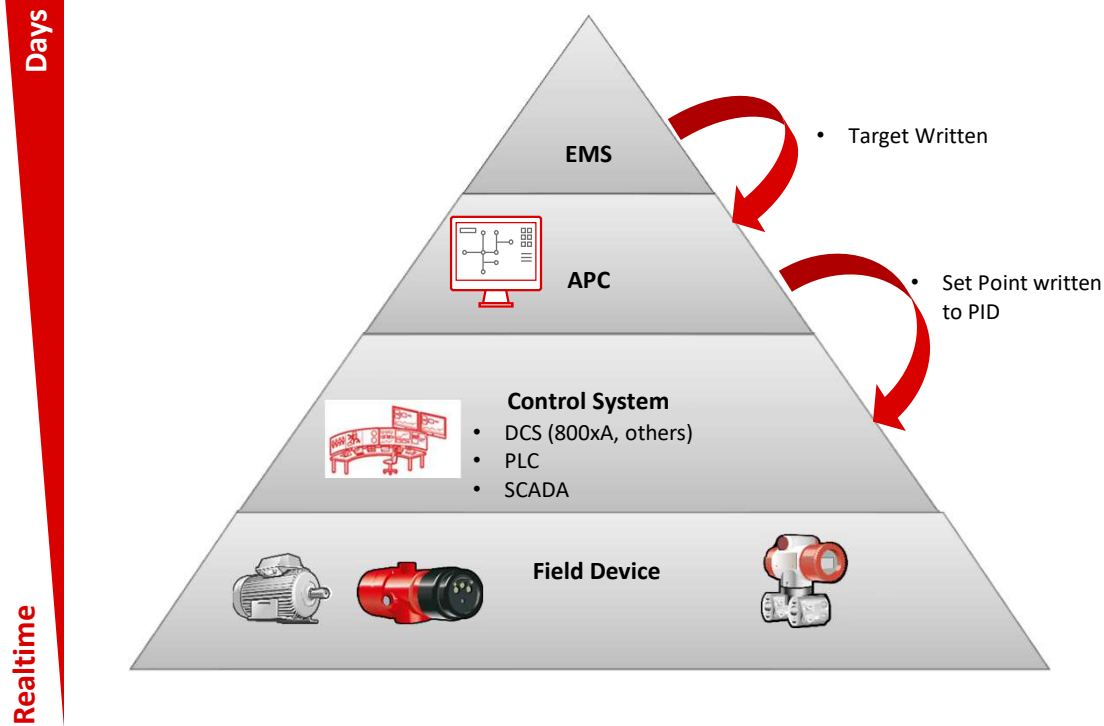 Days
EMS
• Target Written
APC
• Set Point written
to PID
Control System
• DCS (800xA, others)
• PLC
• SCADA
Field Device
Realtime